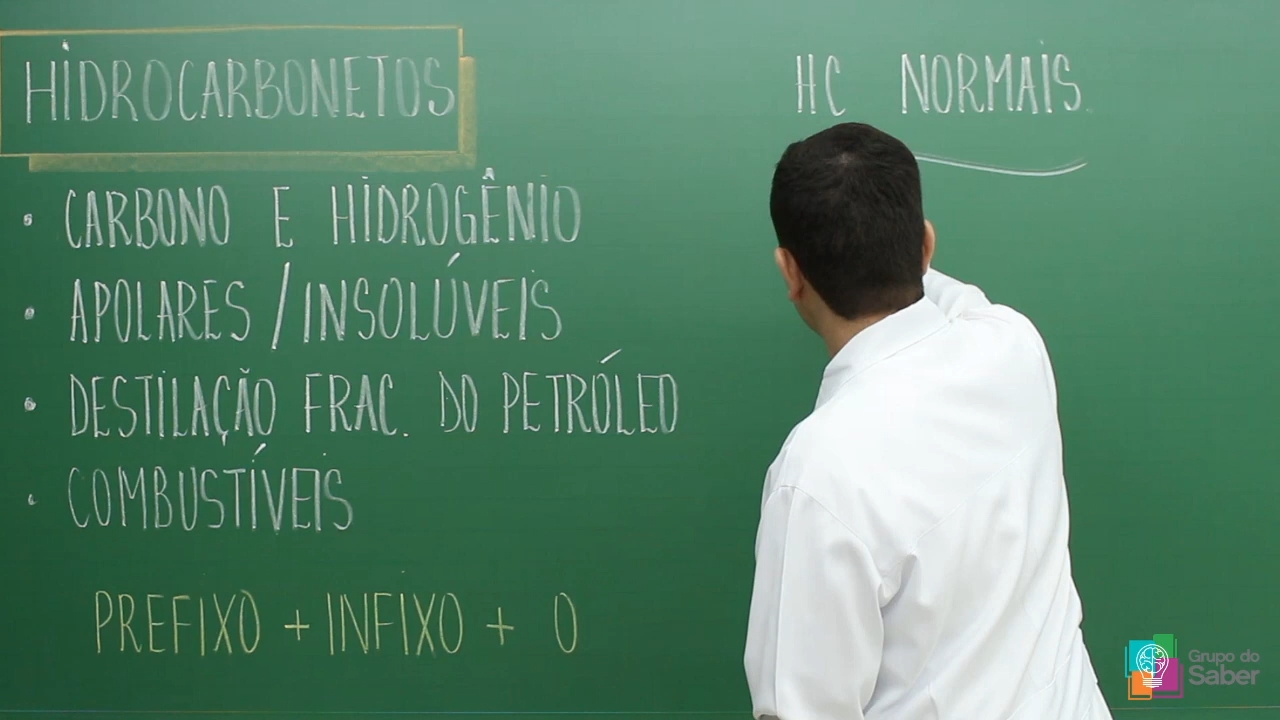 HIDROCARBONETOS
• CARBONO E HIDROGÊNIO
• APOLARES / INSOLÚVEIS
• DESTILAÇÃO FRAC. DO PETRÓLEO
• COMBUSTÍVEIS
PREFIXO + INFIXO + O
HC NORMAIS
Grupo do
Saber